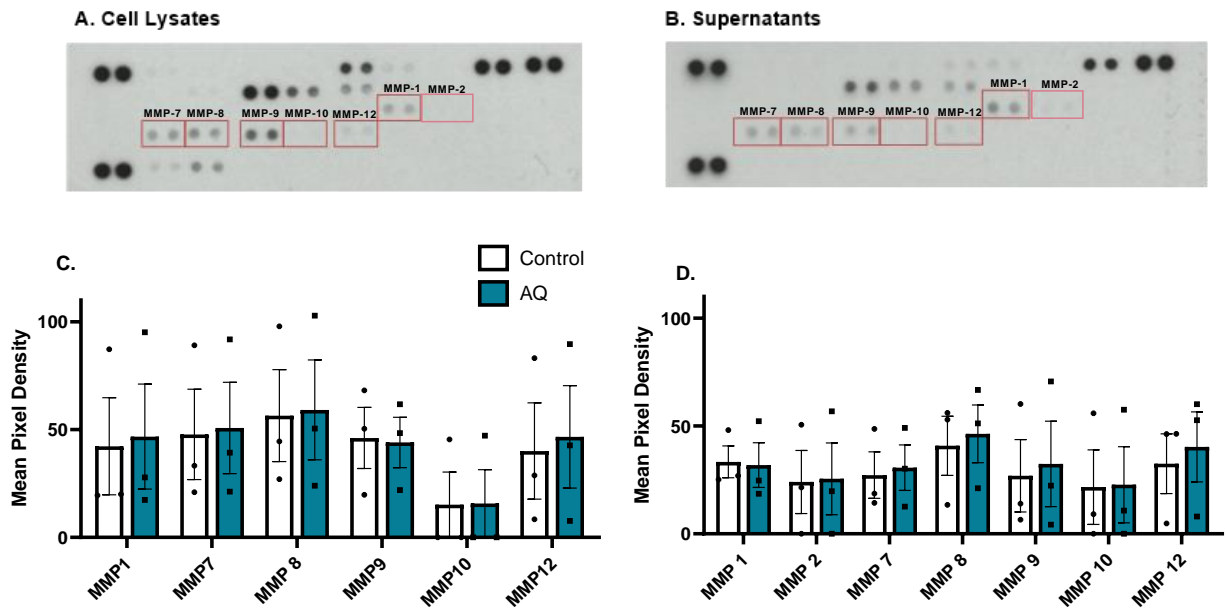 A. Cell Lysates
MMP-1 MMP-2
MMP-7 MMP-8 MMP-9 MMP-10 MMP-12
B. Supernatants
MMP-1 MMP-2
MMP-7 MMP-8 MMP-9 MMP-10 MMP-12
C.
Control
AQ
Mean Pixel Density
100
50
0
MMP1
MMP7
MMP 8
MMP9
MMP10
MMP12
D.
Mean Pixel Density
100
50
0
MMP 1
MMP 2
MMP 7
MMP 8
MMP 9
MMP 10
MMP 12